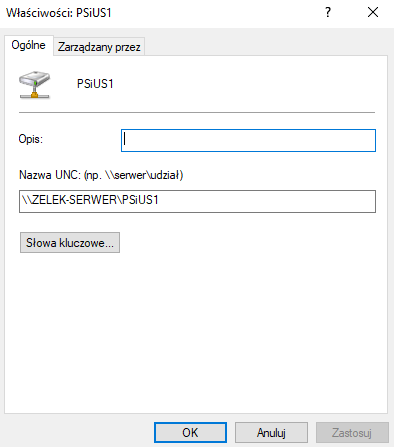 Właściwości: PSiUS1
?
Ogólne
Zarządzany przez
PSiUS1
Opis:
Nazwa UNC: (np. \\serwer\udział)
\\ZELEK-SERWER\PSiUS1
Słowa kluczowe...
OK
Anuluj
Zastosuj